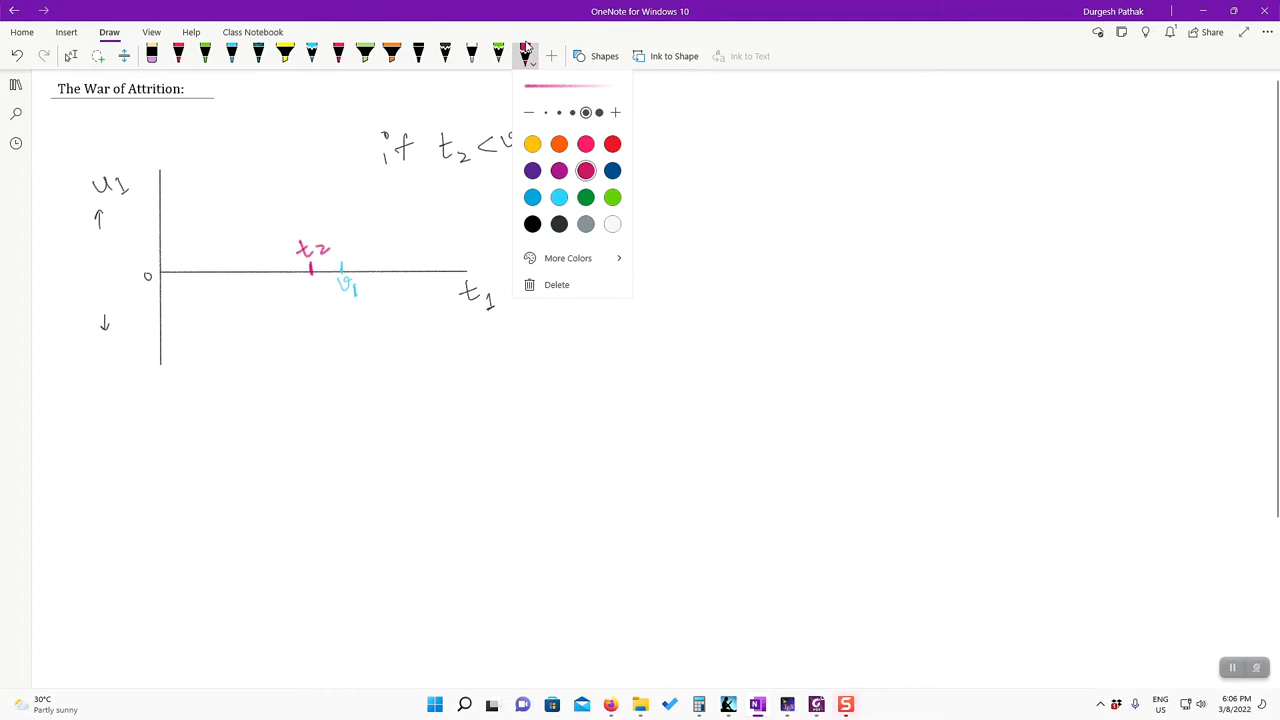 OneNote for Windows 10
Durgesh Pathak
Home Insert Draw View Help Class Notebook
Share
Shapes Ink to Shape Ink to Text
The War of Attrition:
if t2 < v
u1
↑
t2
0
v1
t1
↓
More Colors
Delete
30°C
Partly sunny
ENG
US
6:06 PM
3/8/2022